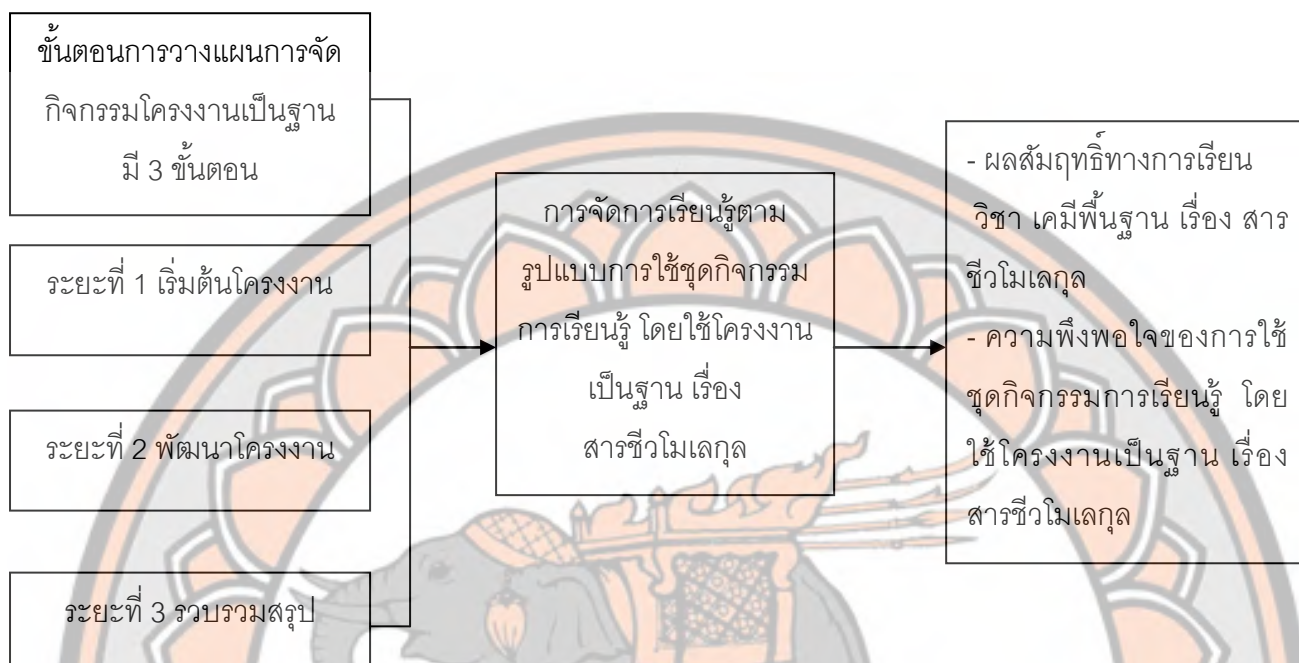 ขั้นตอนการวางแผนการจัด
กิจกรรมโครงงานเป็นฐาน
มี 3 ขั้นตอน
ระยะที่ 1 เริ่มต้นโครงงาน
ระยะที่ 2 พัฒนาโครงงาน
ระยะที่ 3 รวบรวมสรุป
การจัดการเรียนรู้ตาม
รูปแบบการใช้ชุดกิจกรรม
การเรียนรู้ โดยใช้โครงงาน
เป็นฐาน เรื่อง
สารชีวโมเลกุล
- ผลสัมฤทธิ์ทางการเรียน
วิชา เคมีพื้นฐาน เรื่อง สาร
ชีวโมเลกุล
- ความพึงพอใจของการใช้
ชุดกิจกรรมการเรียนรู้ โดย
ใช้โครงงานเป็นฐาน เรื่อง
สารชีวโมเลกุล